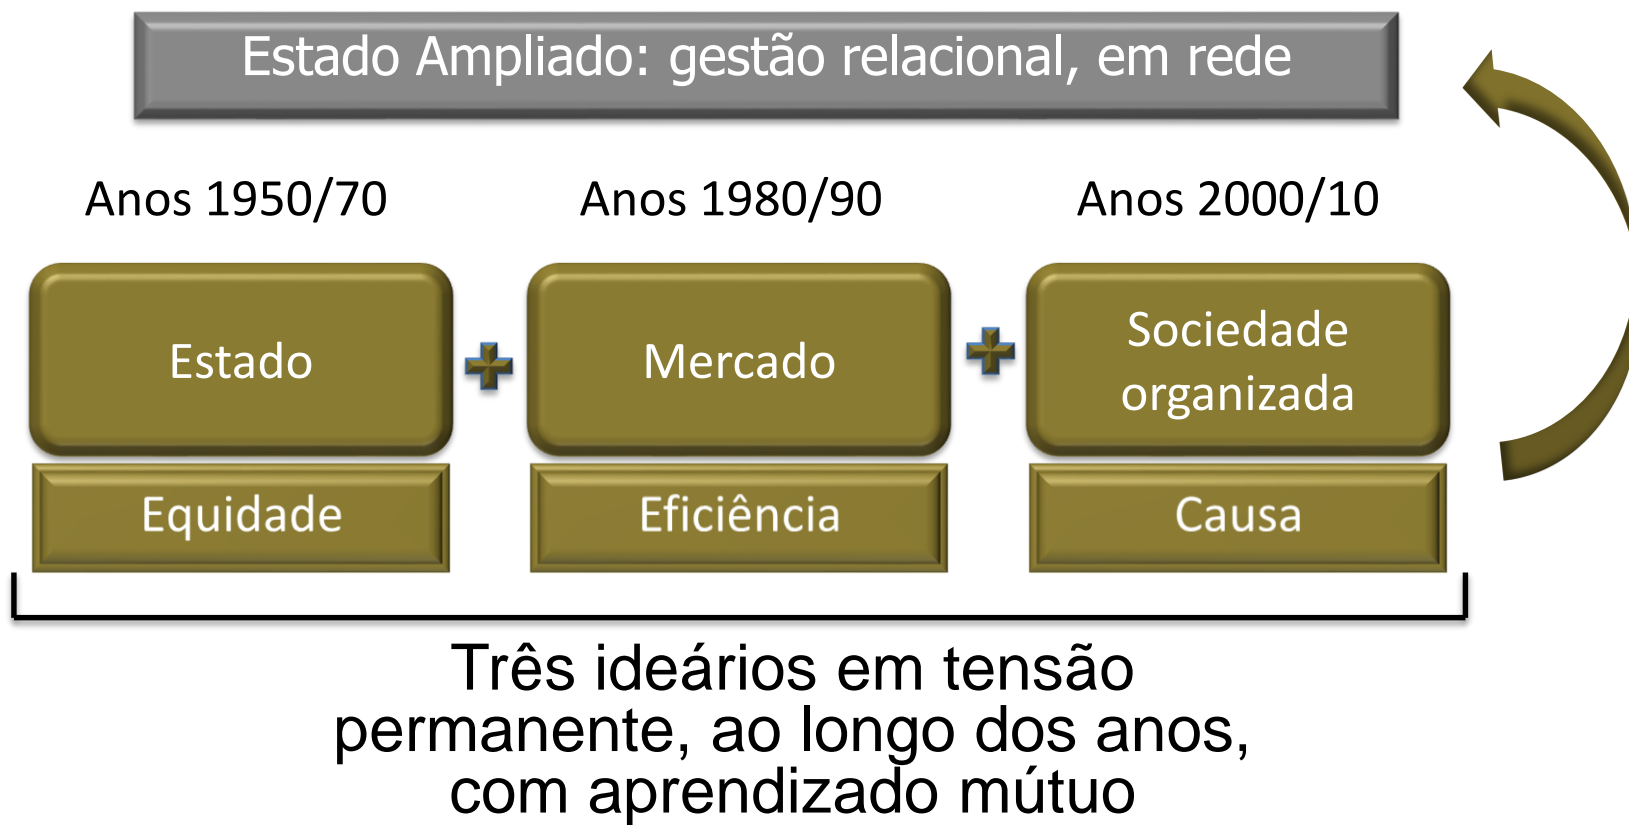 Estado Ampliado: gestão relacional, em rede
Anos 1950/70
Anos 1980/90
Anos 2000/10
Estado
Mercado
Sociedade
organizada
Equidade
Eficiência
Causa
Três ideários em tensão
permanente, ao longo dos anos,
com aprendizado mútuo